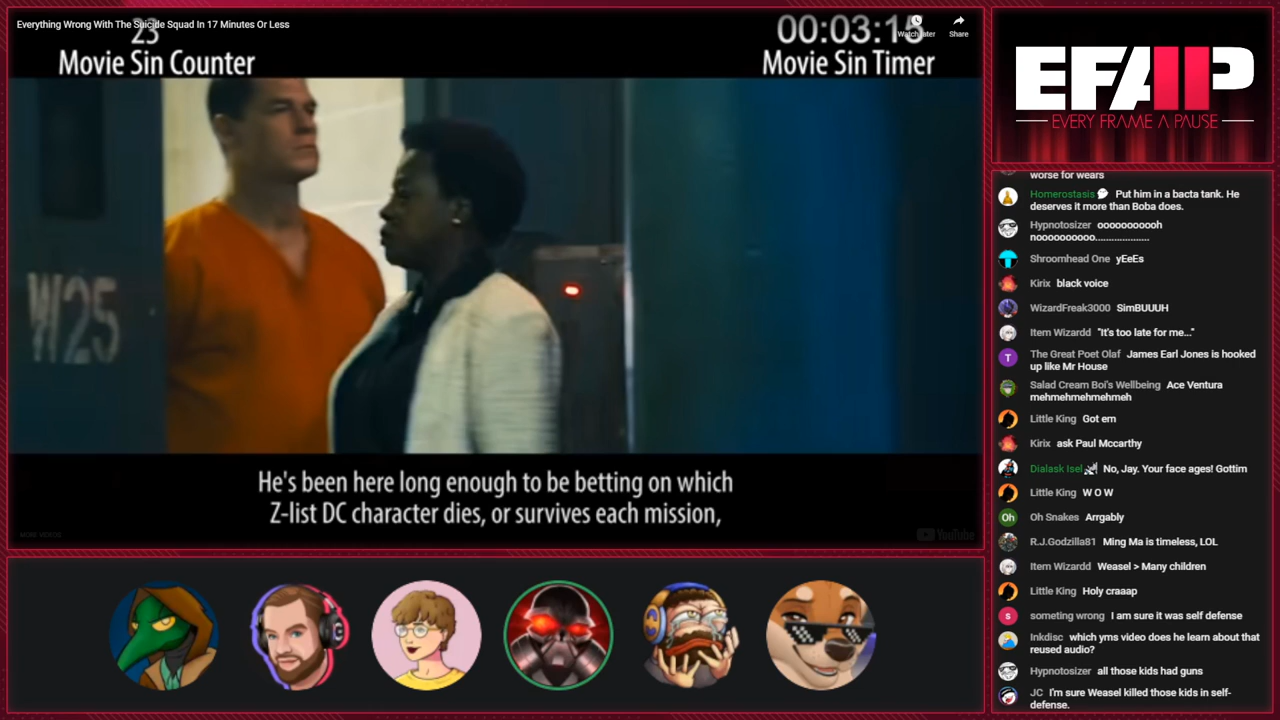 Everything Wrong With The Suicide Squad In 17 Minutes Or Less
23
Movie Sin Counter
00:03:15
Movie Sin Timer
Watch later
Share
W25
He's been here long enough to be betting on which
Z-list DC character dies, or survives each mission,
MORE VIDEOS
YouTube
EFAP
EVERY FRAME A PAUSE
worse for wears
Homerostasis Put him in a bacta tank. He
deserves it more than Boba does.
Hypnotosizer oooooooooooh
noooooooooo....................
Shroomhead One yEeEs
Kirix black voice
WizardFreak3000 SimBUUUH
Item Wizardd "It's too late for me..."
T
The Great Poet Olaf James Earl Jones is hooked
up like Mr House
Salad Cream Boi's Wellbeing Ace Ventura
mehmehmehmehmeh
Little King Got em
Kirix ask Paul Mccarthy
Dialask Isel No, Jay. Your face ages! Gottim
Little King W O W
Oh
Oh Snakes Arrgably
R.J.Godzilla81 Ming Ma is timeless, LOL
Item Wizardd Weasel > Many children
Little King Holy craaap
s
someting wrong I am sure it was self defense
Inkdisc which yms video does he learn about that
reused audio?
Hypnotosizer all those kids had guns
JC I'm sure Weasel killed those kids in self-
defense.